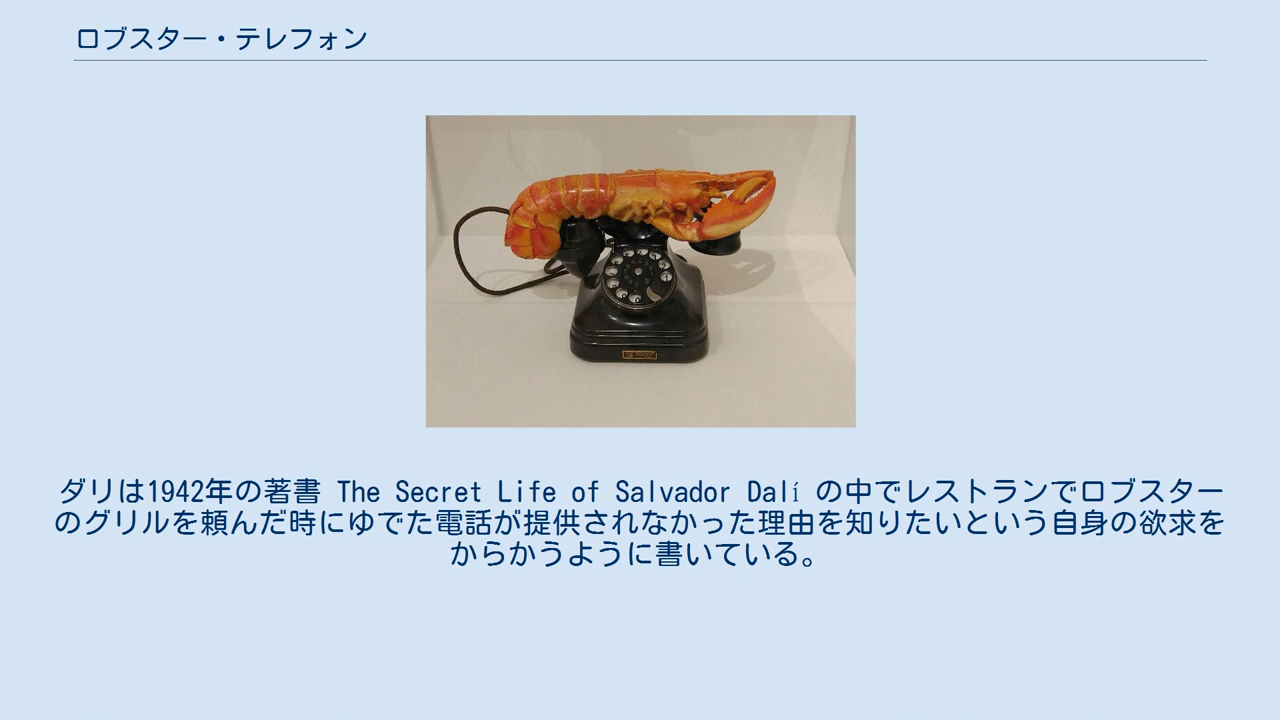 ロブスター・テレフォン
ダリは1942年の著書 The Secret Life of Salvador Dalí の中でレストランでロブスター
のグリルを頼んだ時にゆでた電話が提供されなかった理由を知りたいという自身の欲求を
からかうように書いている。